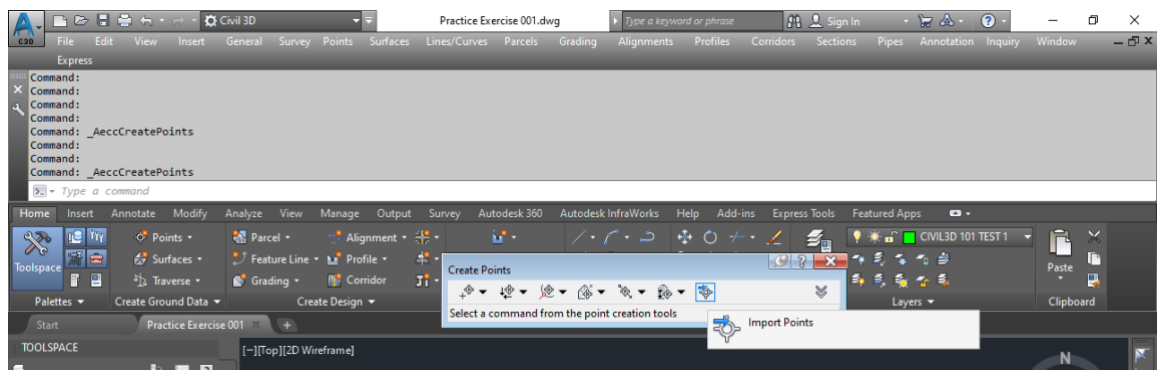 Civil 3D Practice Exercise 001.dwg Type a keyword or phrase Sign In
C3D File Edit View Insert General Survey Points Surfaces Lines/Curves Parcels Grading Alignments Profiles Corridors Sections Pipes Annotation Inquiry Window
Express
Command:
Command:
Command:
Command:
Command: _AeccCreatePoints
Command:
Command:
Command: _AeccCreatePoints
Type a command
Home Insert Annotate Modify Analyze View Manage Output Survey Autodesk 360 Autodesk InfraWorks Help Add-ins Express Tools Featured Apps
Points Parcel Alignment CIVIL3D 101 TEST 1
Toolspace Surfaces Feature Line Profile Create Points Paste
Traverse Grading Corridor
Palettes Create Ground Data Create Design Select a command from the point creation tools Layers Clipboard
Start Practice Exercise 001 Import Points
TOOLSPACE [-][Top][2D Wireframe] N